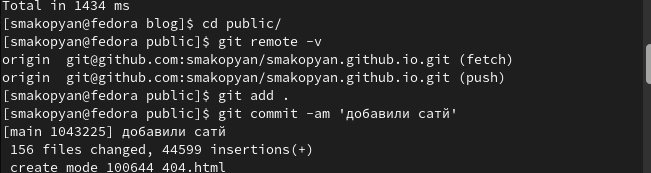 Total in 1434 ms
[smakopyan@fedora blog]$ cd public/
[smakopyan@fedora public]$ git remote -v
origin  git@github.com:smakopyan/smakopyan.github.io.git (fetch)
origin  git@github.com:smakopyan/smakopyan.github.io.git (push)
[smakopyan@fedora public]$ git add .
[smakopyan@fedora public]$ git commit -am 'добавили сатй'
[main 1043225] добавили сатй
 156 files changed, 44599 insertions(+)
 create mode 100644 404.html